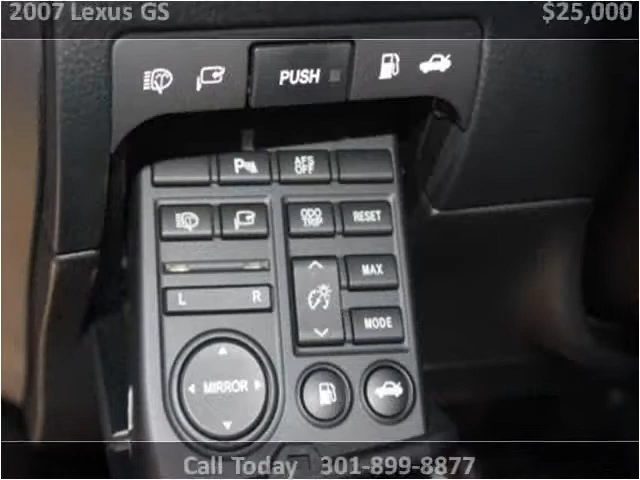 2007 Lexus GS $25,000
PUSH
P AFS OFF
ODO TRIP RESET
MAX
L R
MODE
MIRROR
Call Today 301-899-8877